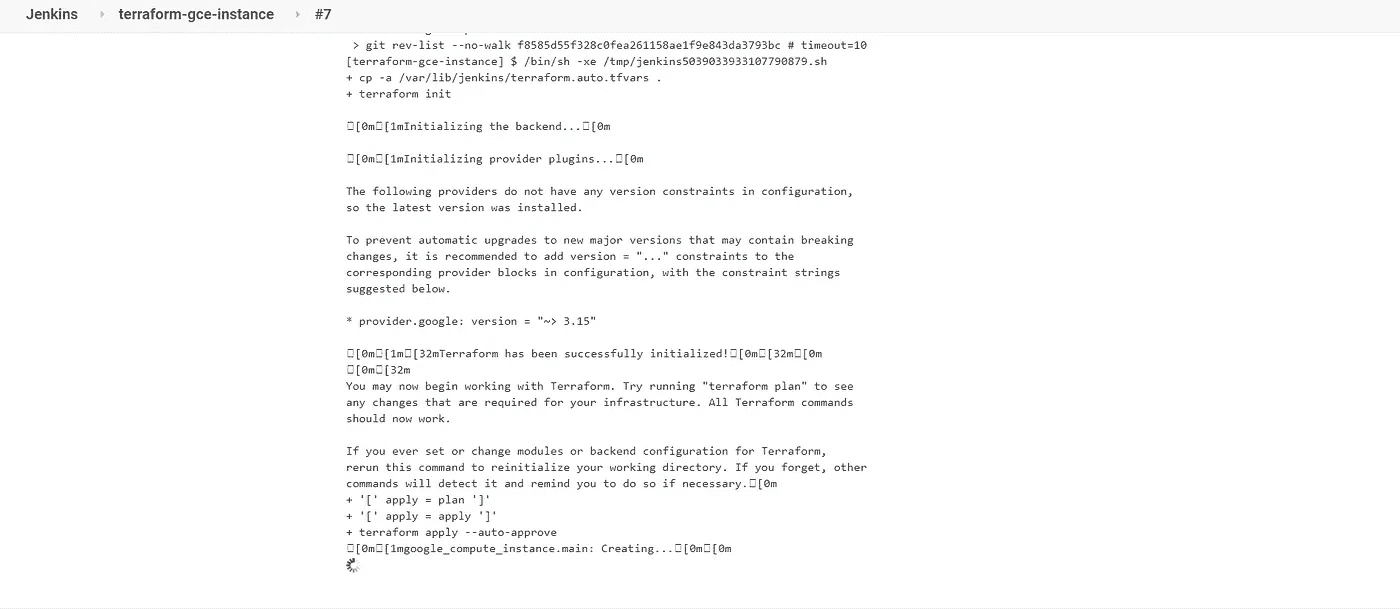 Jenkins › terraform-gce-instance › #7
> git rev-list --no-walk f8585d55f328c0fea261158ae1f9e843da3793bc # timeout=10
[terraform-gce-instance] $ /bin/sh -xe /tmp/jenkins5039033933107790879.sh
+ cp -a /var/lib/jenkins/terraform.auto.tfvars .
+ terraform init
□[0m□[1mInitializing the backend...□[0m
□[0m□[1mInitializing provider plugins...□[0m
The following providers do not have any version constraints in configuration,
so the latest version was installed.
To prevent automatic upgrades to new major versions that may contain breaking
changes, it is recommended to add version = "..." constraints to the
corresponding provider blocks in configuration, with the constraint strings
suggested below.
* provider.google: version = "~> 3.15"
□[0m□[1m□[32mTerraform has been successfully initialized!□[0m□[32m□[0m
□[0m□[32m
You may now begin working with Terraform. Try running "terraform plan" to see
any changes that are required for your infrastructure. All Terraform commands
should now work.
If you ever set or change modules or backend configuration for Terraform,
rerun this command to reinitialize your working directory. If you forget, other
commands will detect it and remind you to do so if necessary.□[0m
+ '[' apply = plan ']'
+ '[' apply = apply ']'
+ terraform apply --auto-approve
□[0m□[1mgoogle_compute_instance.main: Creating...□[0m□[0m